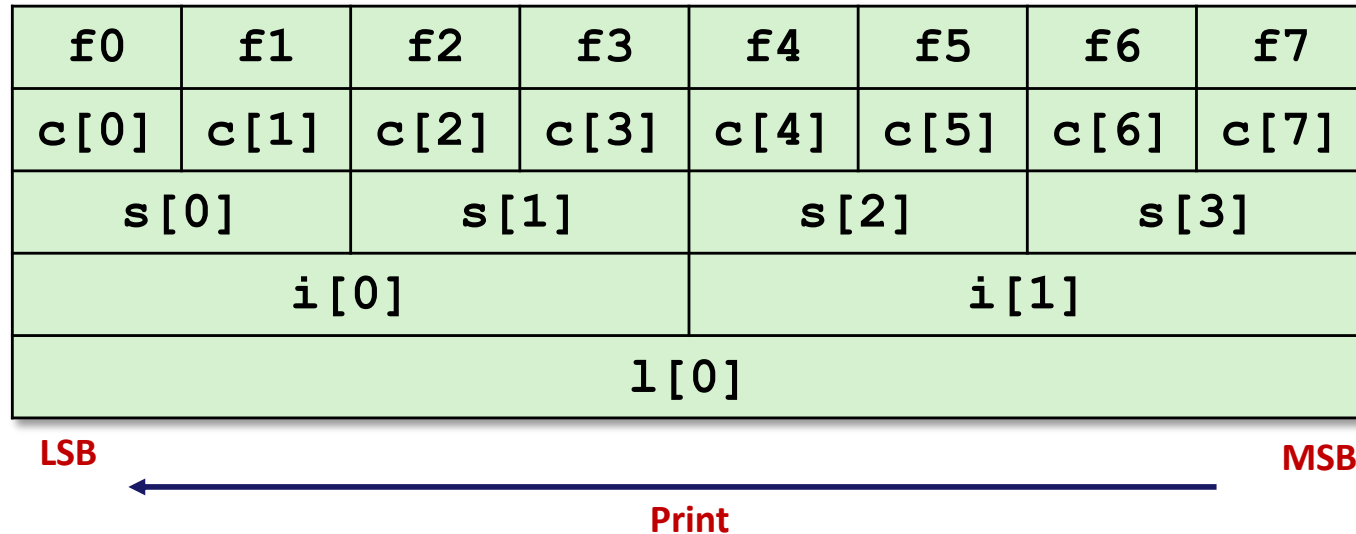 f0 f1 f2 f3 f4 f5 f6 f7
c[0] c[1] c[2] c[3] c[4] c[5] c[6] c[7]
s[0] s[1] s[2] s[3]
i[0] i[1]
l[0]
LSB MSB
Print